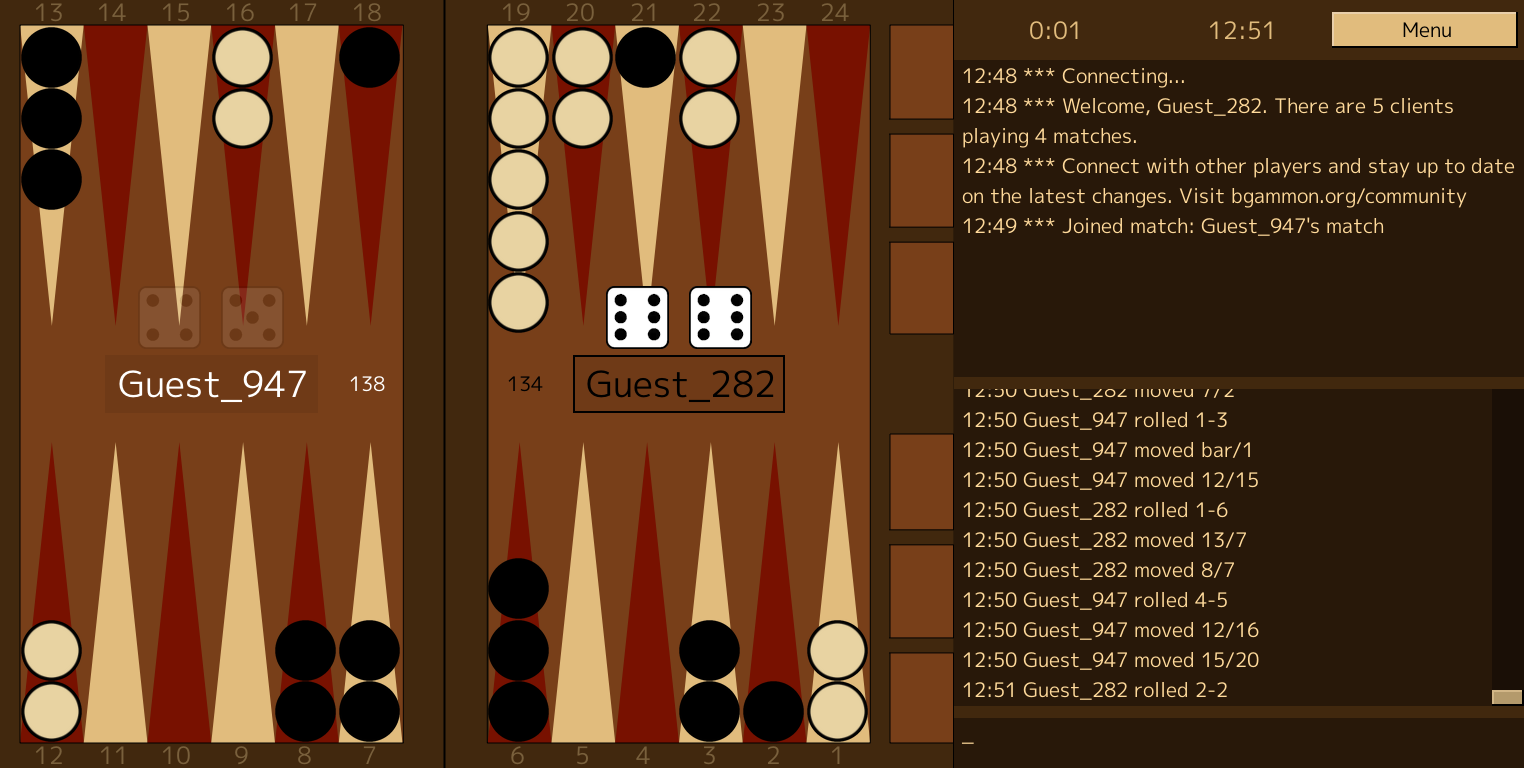 13 14 15 16 17 18 19 20 21 22 23 24
0:01 12:51 Menu
12:48 *** Connecting...
12:48 *** Welcome, Guest_282. There are 5 clients
playing 4 matches.
12:48 *** Connect with other players and stay up to date
on the latest changes. Visit bgammon.org/community
12:49 *** Joined match: Guest_947's match
Guest_947 138 134 Guest_282
12:50 Guest_282 moved 7/2
12:50 Guest_947 rolled 1-3
12:50 Guest_947 moved bar/1
12:50 Guest_947 moved 12/15
12:50 Guest_282 rolled 1-6
12:50 Guest_282 moved 13/7
12:50 Guest_282 moved 8/7
12:50 Guest_947 rolled 4-5
12:50 Guest_947 moved 12/16
12:50 Guest_947 moved 15/20
12:51 Guest_282 rolled 2-2
_
12 11 10 9 8 7 6 5 4 3 2 1